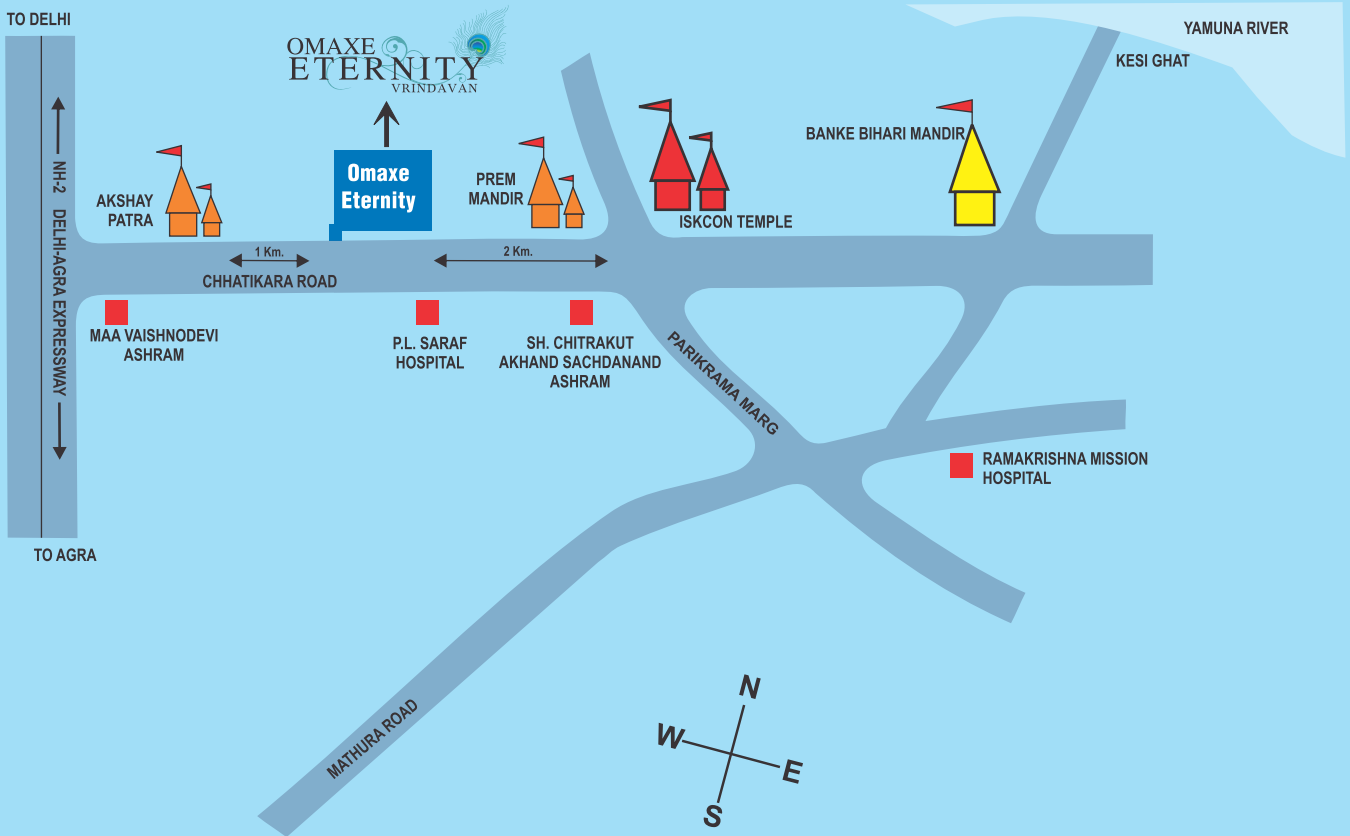 TO DELHI
OMAXE
ETERNITY
VRINDAVAN
YAMUNA RIVER
KESI GHAT
BANKE BIHARI MANDIR
Omaxe
Eternity
AKSHAY
PATRA
PREM
MANDIR
ISKCON TEMPLE
NH-2 DELHI-AGRA EXPRESSWAY
1 Km.
2 Km.
CHHATIKARA ROAD
MAA VAISHNODEVI
ASHRAM
P.L. SARAF
HOSPITAL
SH. CHITRAKUT
AKHAND SACHDANAND
ASHRAM
PARIKRAMA MARG
RAMAKRISHNA MISSION
HOSPITAL
TO AGRA
MATHURA ROAD
N
W
E
S